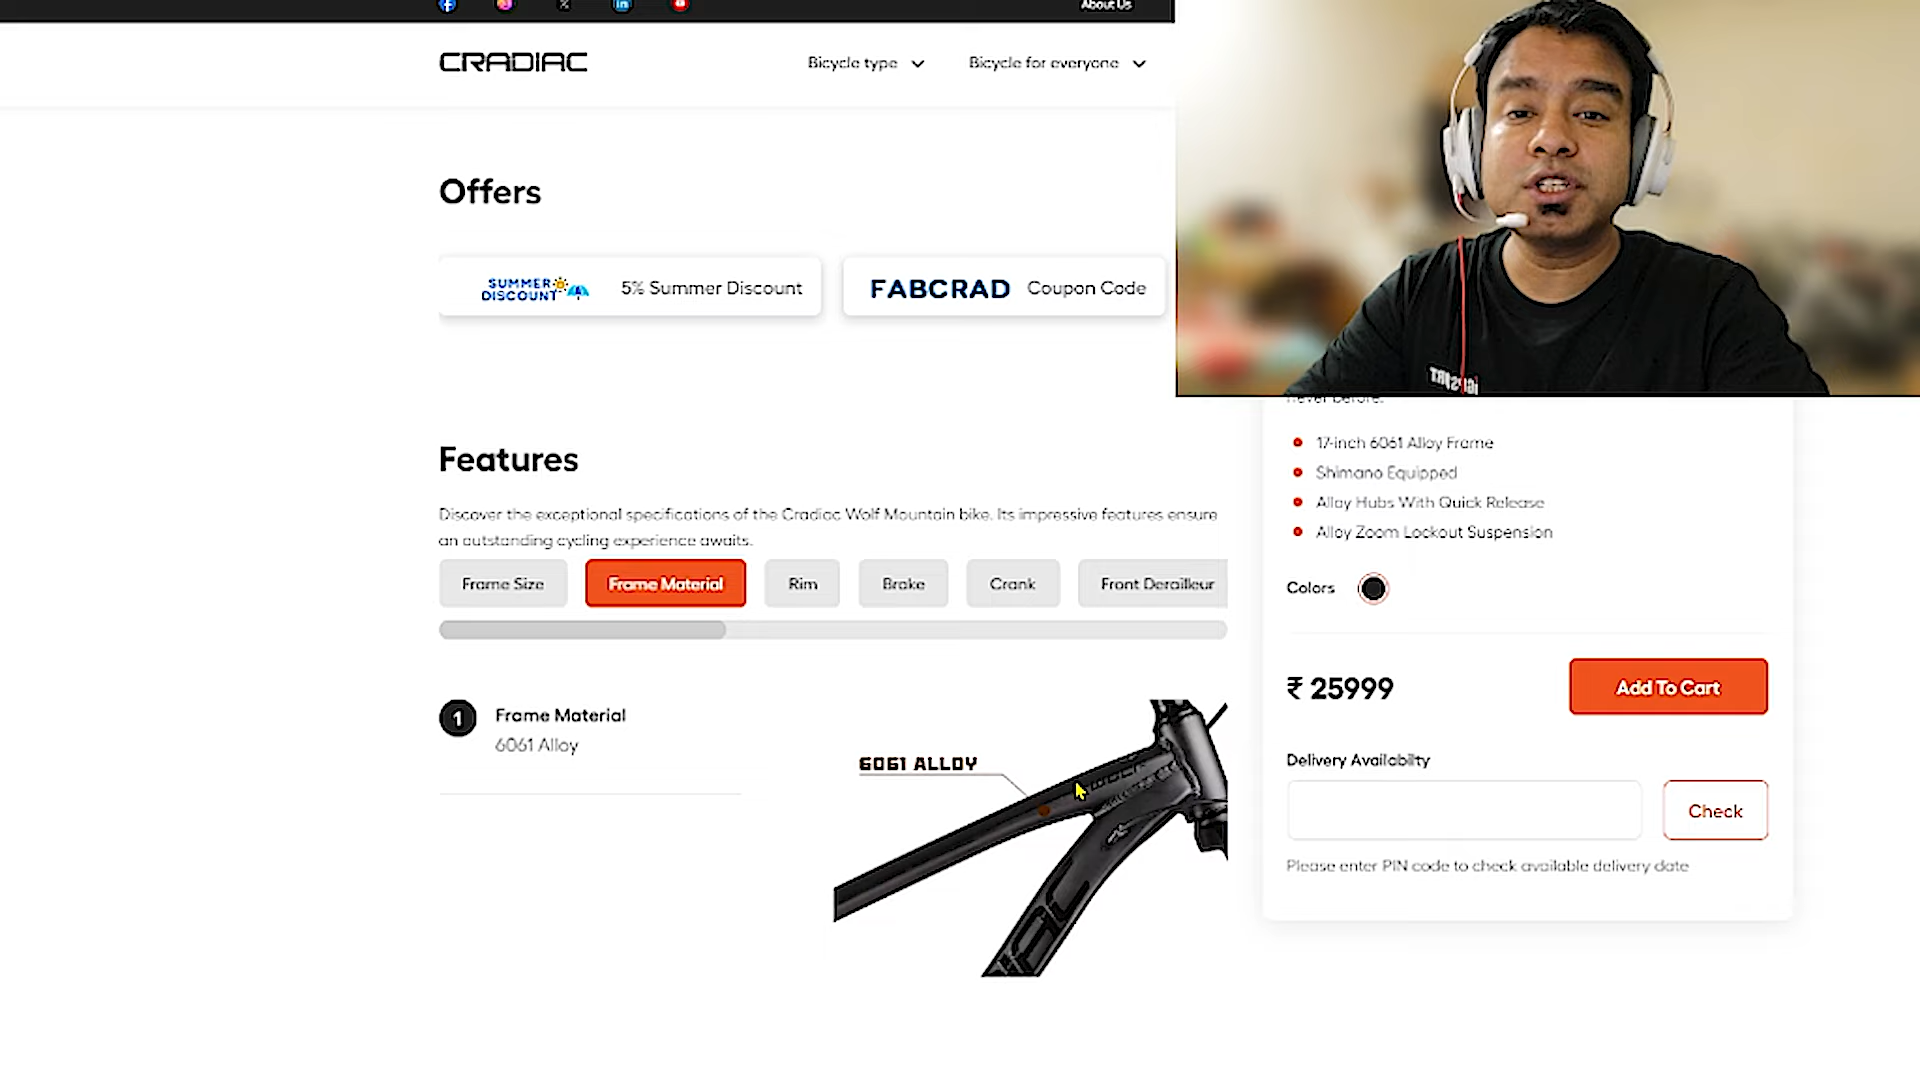 About Us
CRADIAC
Bicycle type
Bicycle for everyone
Offers
SUMMER
DISCOUNT
5% Summer Discount
FABCRAD
Coupon Code
never before.
17-inch 6061 Alloy Frame
Shimano Equipped
Alloy Hubs With Quick Release
Alloy Zoom Lockout Suspension
Colors
Features
Discover the exceptional specifications of the Cradiac Wolf Mountain bike. Its impressive features ensure
an outstanding cycling experience awaits.
Frame Size
Frame Material
Rim
Brake
Crank
Front Derailleur
₹ 25999
Add To Cart
1
Frame Material
6061 Alloy
6061 ALLOY
WOLF
Delivery Availabilty
Check
Please enter PIN code to check available delivery date